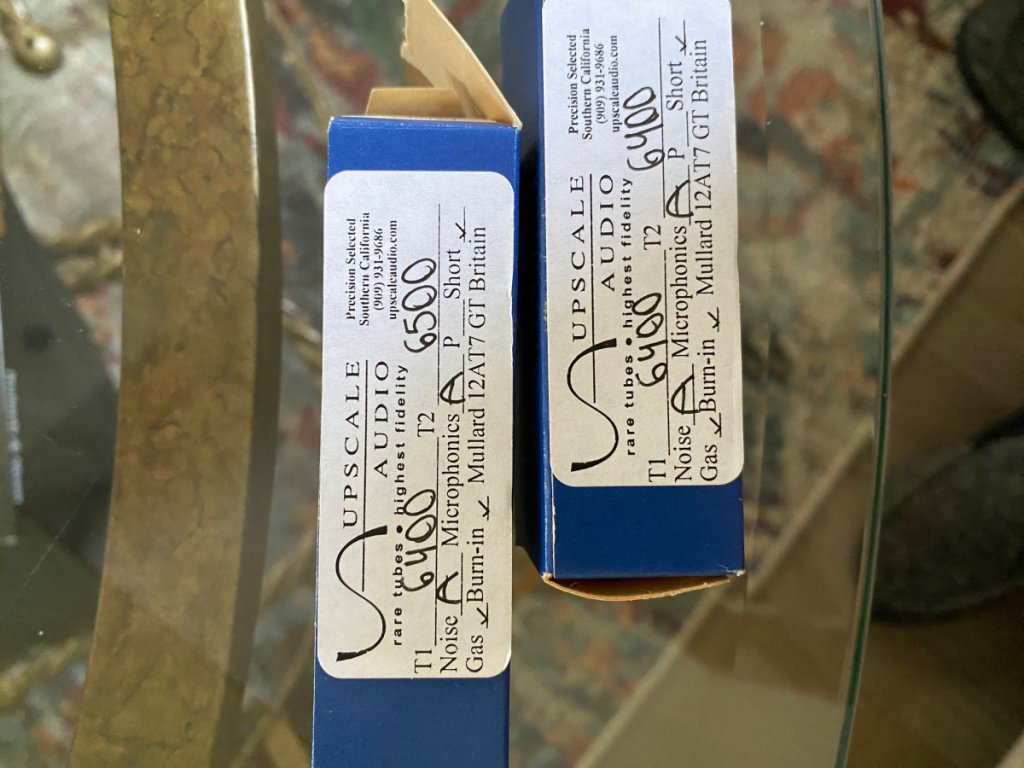 UPSCALE
AUDIO
rare tubes • highest fidelity
Precision Selected
Southern California
(909) 931-9686
upscaleaudio.com
T1 6400 T2 6500
Noise A Microphonics A P Short ✓
Gas ✓ Burn-in ✓ Mullard 12AT7 GT Britain
UPSCALE
AUDIO
rare tubes • highest fidelity
Precision Selected
Southern California
(909) 931-9686
upscaleaudio.com
T1 6400 T2 6400
Noise A Microphonics A P Short ✓
Gas ✓ Burn-in ✓ Mullard 12AT7 GT Britain